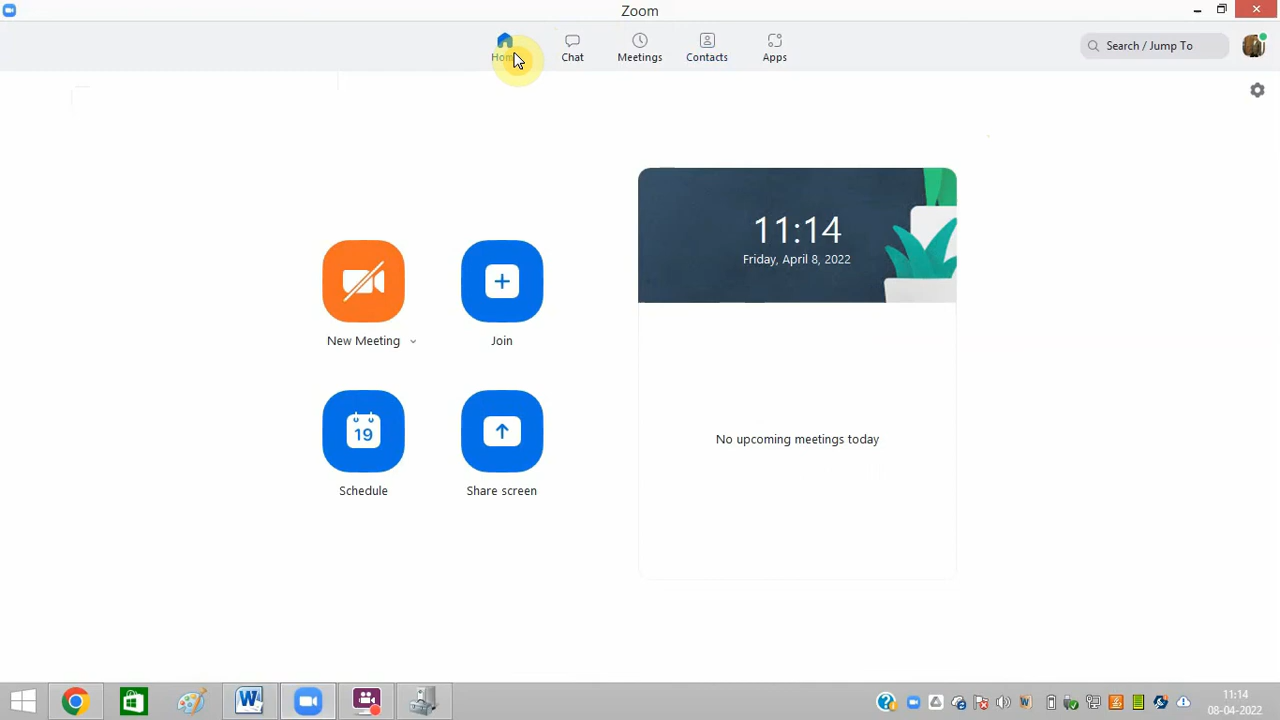 Zoom
Home
Chat
Meetings
Contacts
Apps
Search / Jump To
11:14
Friday, April 8, 2022
New Meeting
Join
19
No upcoming meetings today
Schedule
Share screen
11:14
08-04-2022